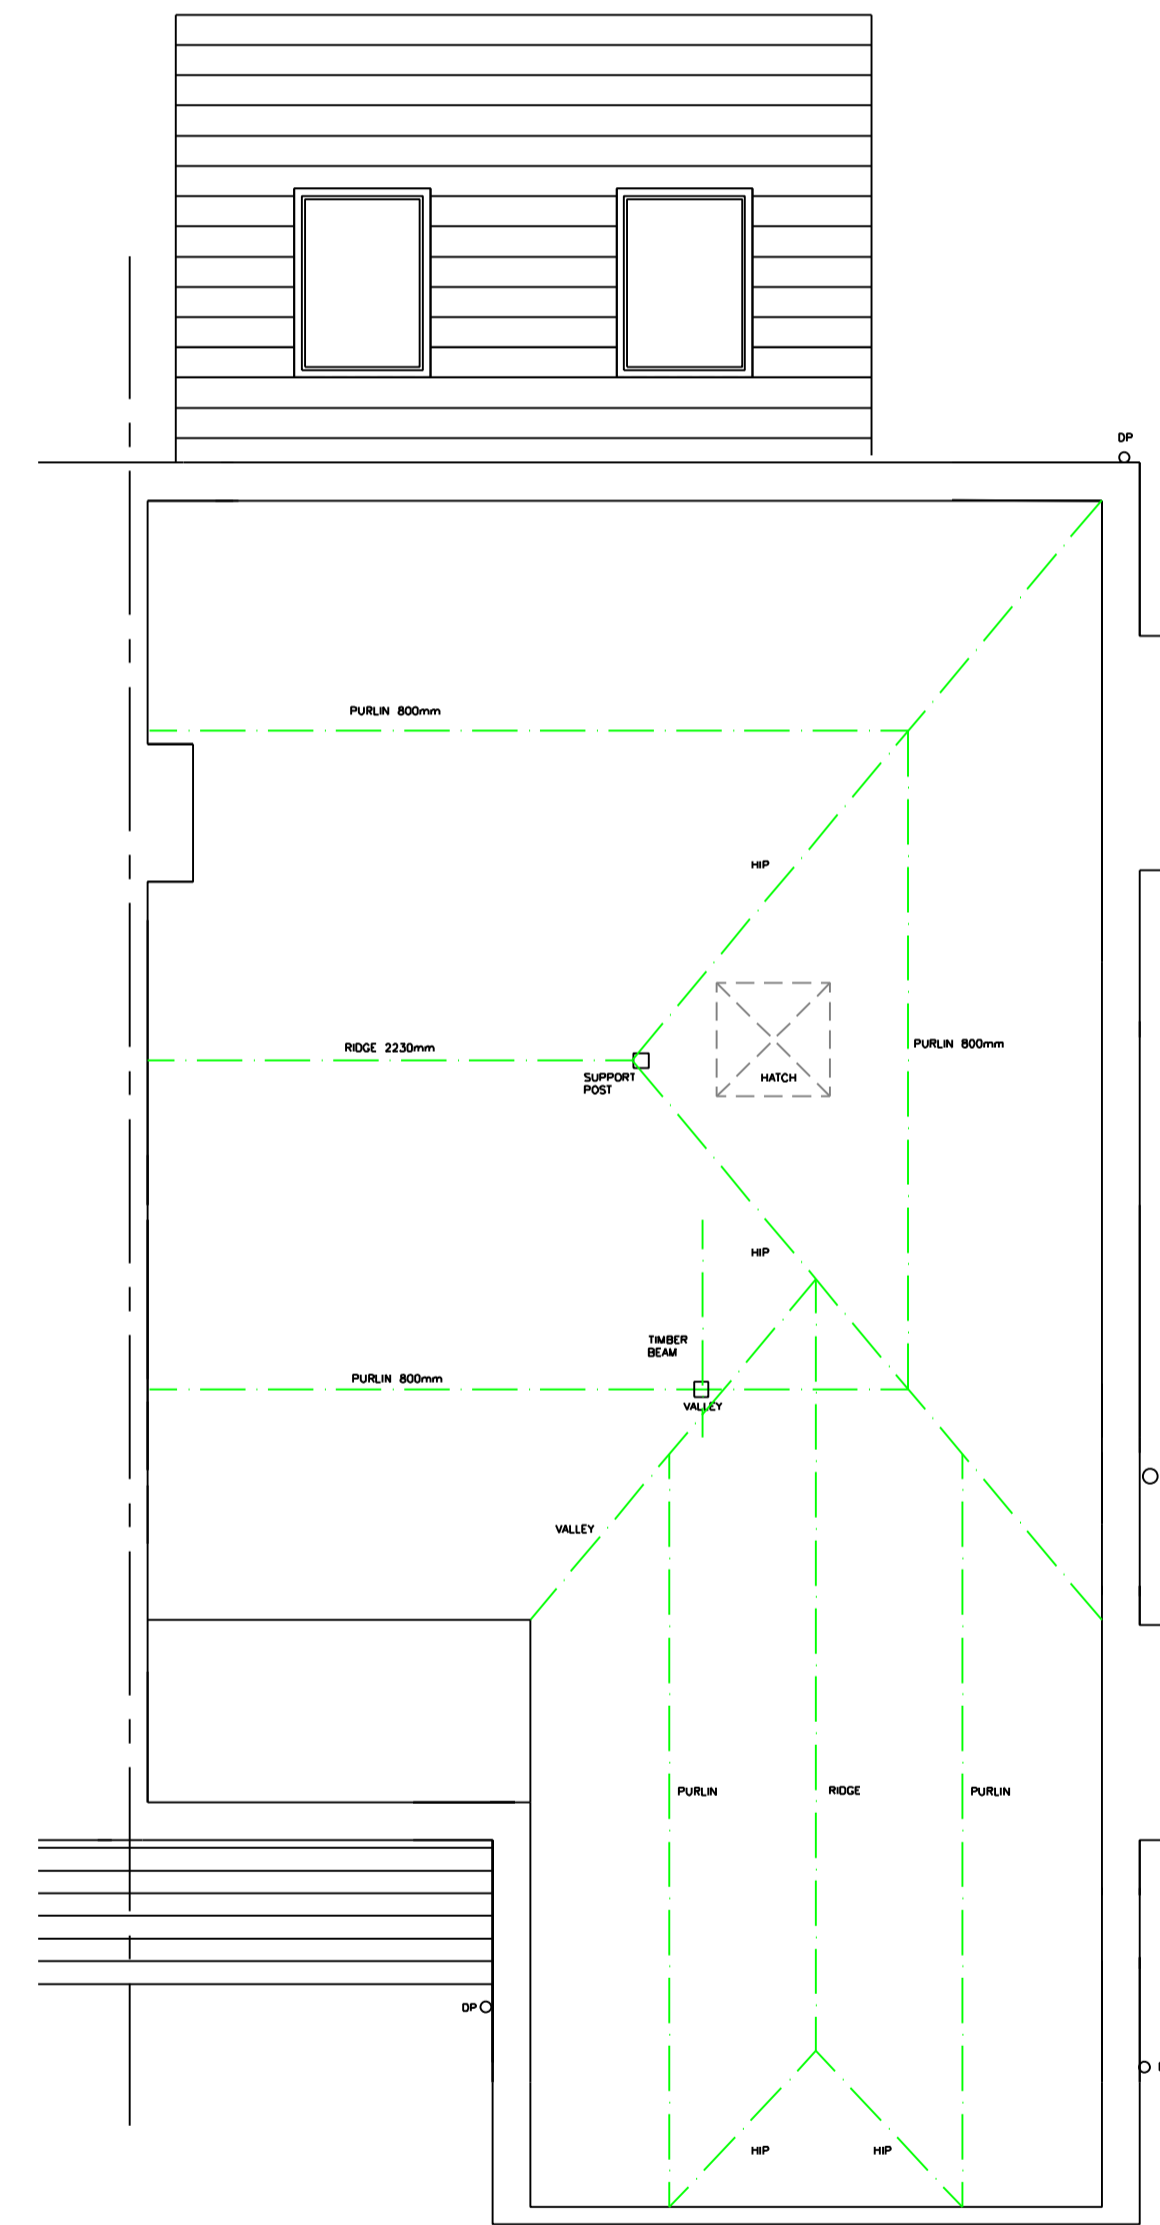 DP
PURLIN 800mm
HIP
PURLIN 800mm
RIDGE 2230mm
SUPPORT
POST
HATCH
HIP
TIMBER
BEAM
PURLIN 800mm
VALLEY
VALLEY
PURLIN
RIDGE
PURLIN
DP
HIP
HIP